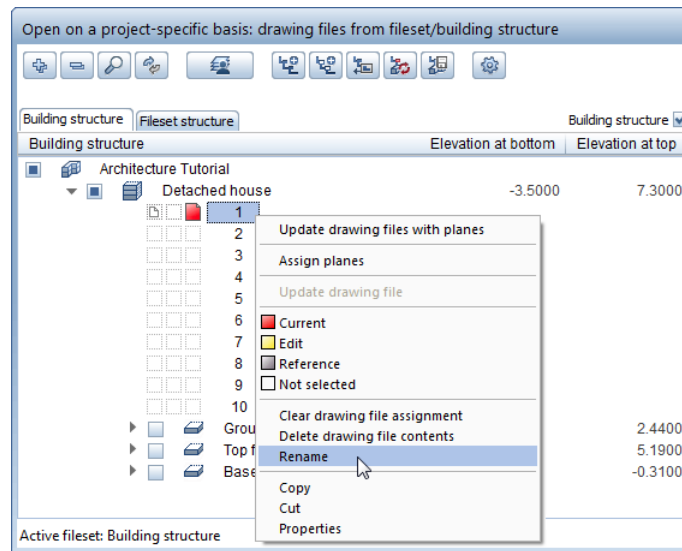 Open on a project-specific basis: drawing files from fileset/building structure
Building structure Fileset structure Building structure
Building structure Elevation at bottom Elevation at top
Architecture Tutorial
Detached house -3.5000 7.3000
1
2
Update drawing files with planes
3
Assign planes
4
5
Update drawing file
6
Current
7
Edit
8
Reference
9
Not selected
10
Clear drawing file assignment
Grou 2.4400
Delete drawing file contents
Top f 5.1900
Rename
Base -0.3100
Copy
Cut
Properties
Active fileset: Building structure